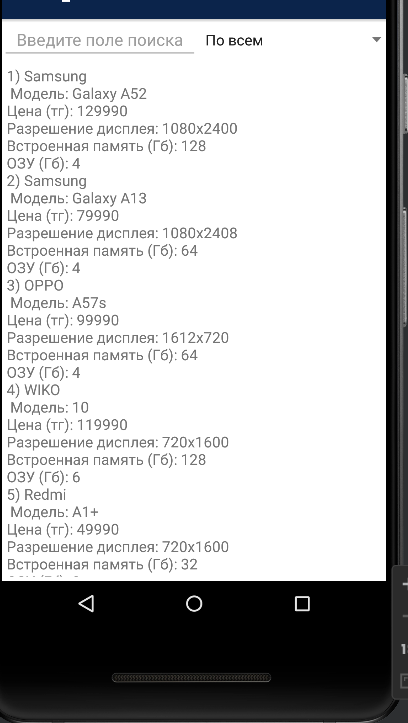 Введите поле поиска
По всем
1) Samsung
Модель: Galaxy A52
Цена (тг): 129990
Разрешение дисплея: 1080x2400
Встроенная память (Гб): 128
ОЗУ (Гб): 4
2) Samsung
Модель: Galaxy A13
Цена (тг): 79990
Разрешение дисплея: 1080x2408
Встроенная память (Гб): 64
ОЗУ (Гб): 4
3) OPPO
Модель: A57s
Цена (тг): 99990
Разрешение дисплея: 1612x720
Встроенная память (Гб): 64
ОЗУ (Гб): 4
4) WIKO
Модель: 10
Цена (тг): 119990
Разрешение дисплея: 720x1600
Встроенная память (Гб): 128
ОЗУ (Гб): 6
5) Redmi
Модель: A1+
Цена (тг): 49990
Разрешение дисплея: 720x1600
Встроенная память (Гб): 32